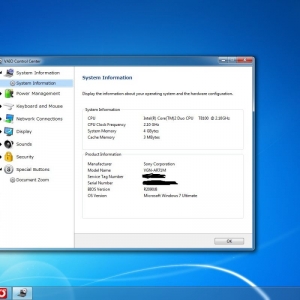 VAIO Control Center
System Information
System Information
System Information
Power Management
Display the information about your operating system and the hardware configuration.
Keyboard and Mouse
System Information
Network Connections
CPU Intel(R) Core(TM)2 Duo CPU T8100 @ 2.10GHz
CPU Clock Frequency 2.10 GHz
Display
System Memory 4 GBytes
Cache Memory 3 MBytes
Sounds
Product Information
Security
Manufacturer Sony Corporation
Special Buttons
Model Name
Service Tag Number
Document Zoom
Serial Number
BIOS Version
OS Version Microsoft Windows 7 Ultimate
OK